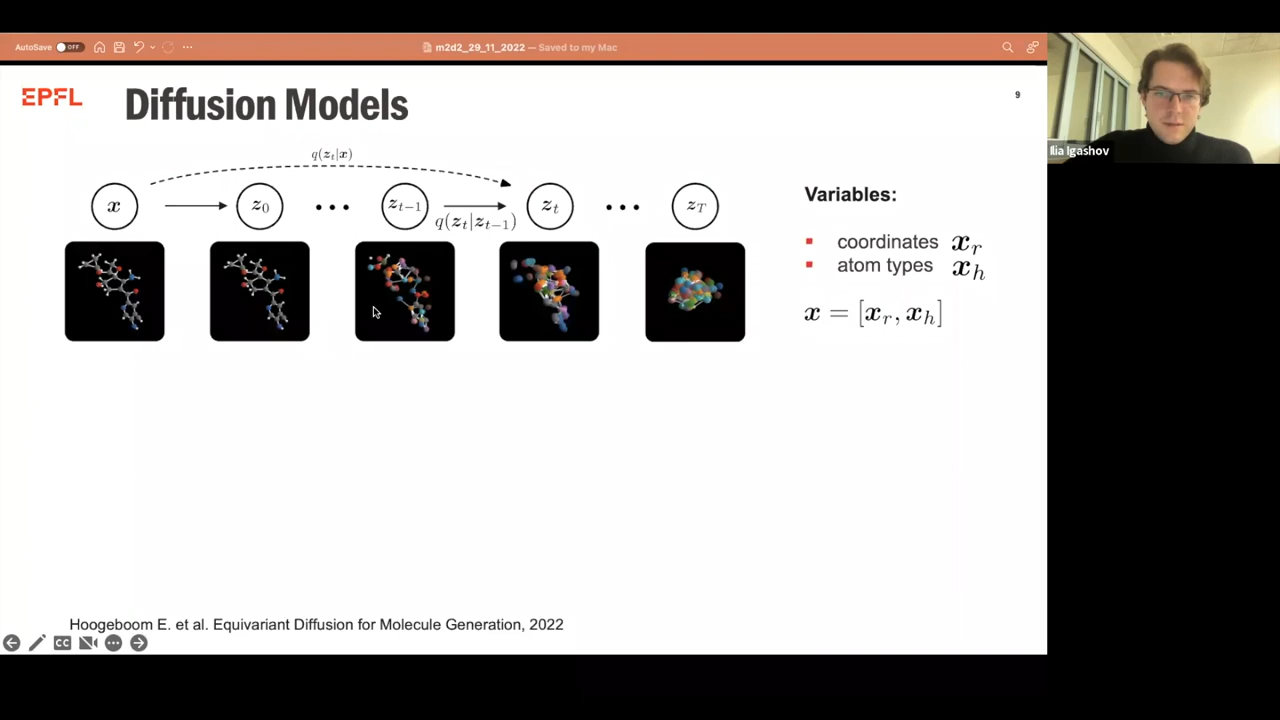 AutoSave OFF
m2d2_29_11_2022 — Saved to my Mac
EPFL
Diffusion Models
9
Ilia Igashov
q(z_t|x)
x z_0 ••• z_{t−1} z_t ••• z_T
q(z_t|z_{t−1})
Variables:
▪ coordinates x_r
▪ atom types x_h
x = [x_r, x_h]
Hoogeboom E. et al. Equivariant Diffusion for Molecule Generation, 2022
CC